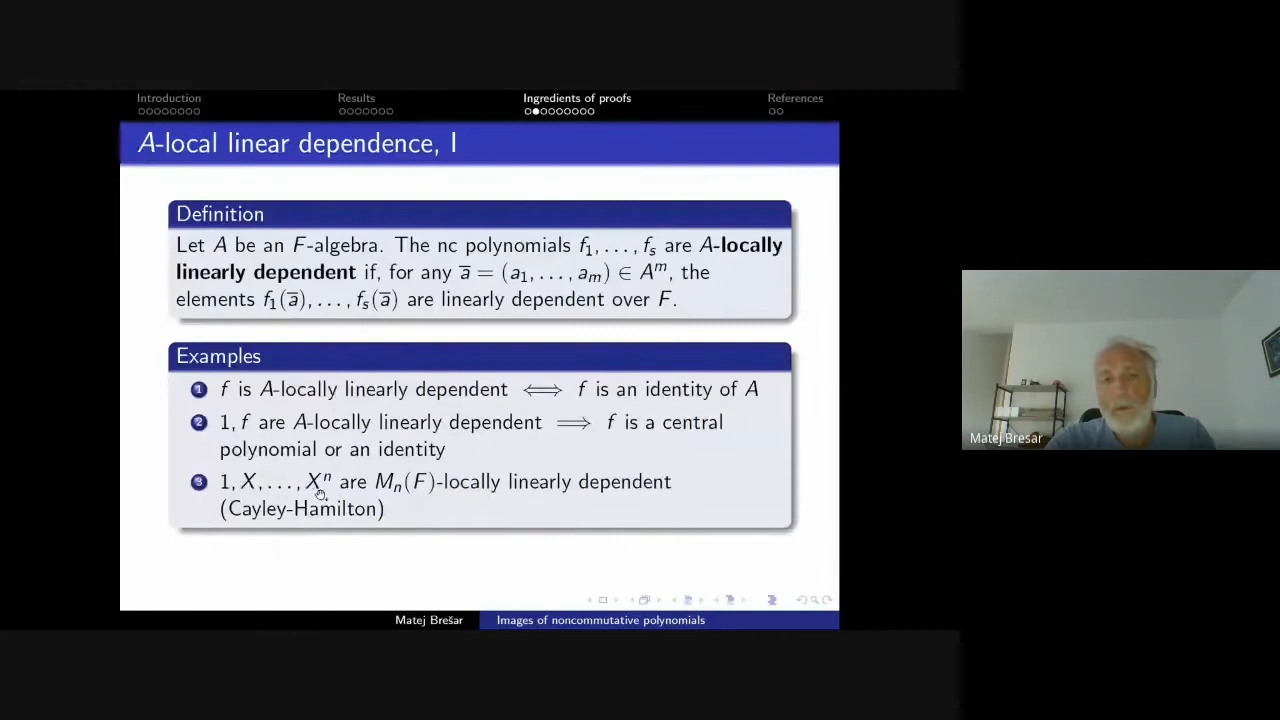 Introduction Results Ingredients of proofs References
A-local linear dependence, I
Definition
Let A be an F-algebra. The nc polynomials f₁, . . . , fₛ are A-locally
linearly dependent if, for any a̅ = (a₁, . . . , aₘ) ∈ Aᵐ, the
elements f₁(a̅), . . . , fₛ(a̅) are linearly dependent over F.
Examples
1 f is A-locally linearly dependent ⟺ f is an identity of A
2 1, f are A-locally linearly dependent ⟹ f is a central
polynomial or an identity
3 1, X, . . . , Xⁿ are Mₙ(F)-locally linearly dependent
(Cayley-Hamilton)
Matej Brešar Images of noncommutative polynomials
Matej Bresar